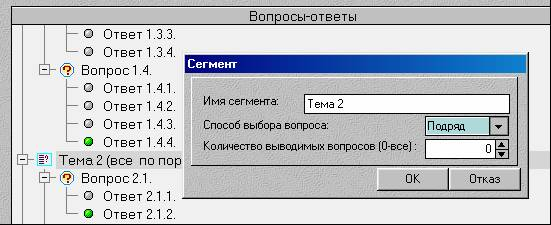 Вопросы-ответы
Ответ 1.3.3.
Ответ 1.3.4.
Вопрос 1.4.
Ответ 1.4.1.
Ответ 1.4.2.
Ответ 1.4.3.
Ответ 1.4.4.
Тема 2 (все по пор
Вопрос 2.1.
Ответ 2.1.1.
Ответ 2.1.2.
Сегмент
Имя сегмента: Тема 2
Способ выбора вопроса: Подряд
Количество выводимых вопросов (0-все) : 0
OK Отказ